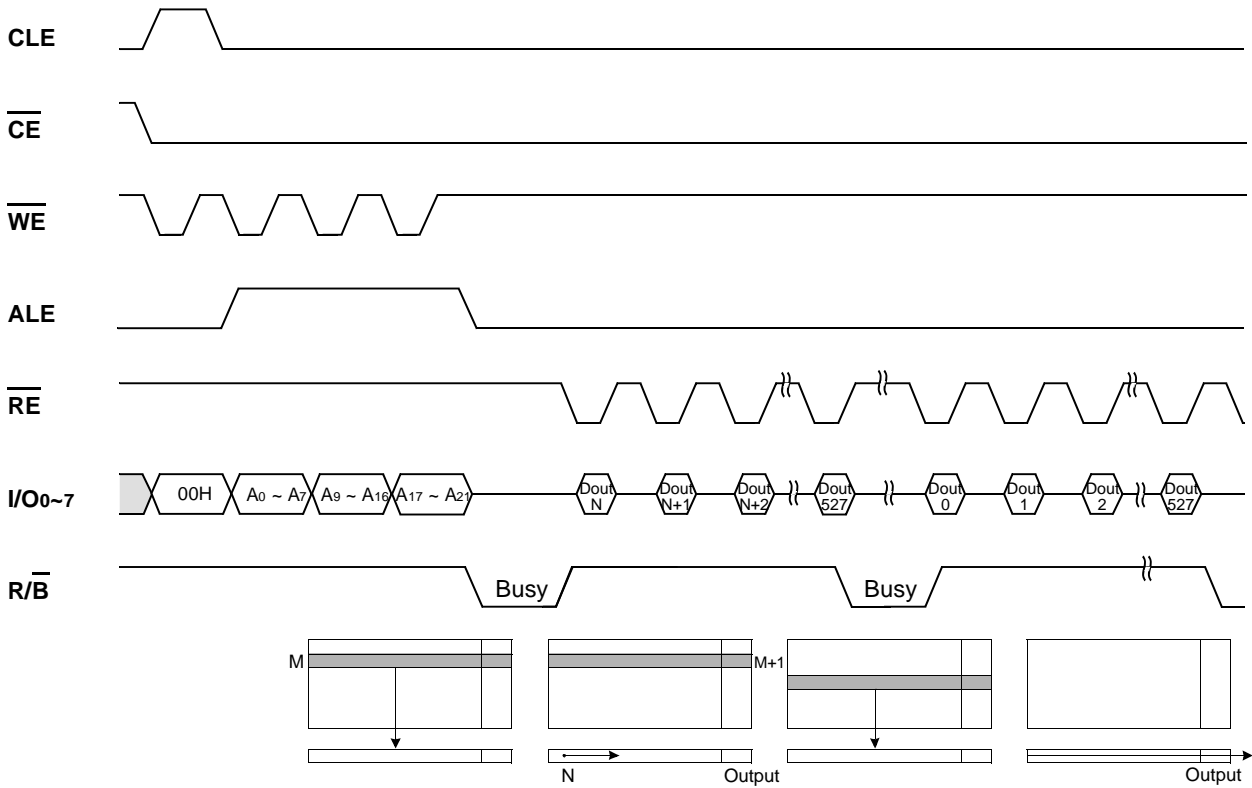 CLE
CE
WE
ALE
RE
I/O0~7
00H A0 ~ A7 A9 ~ A16 A17 ~ A21 Dout N Dout N+1 Dout N+2 Dout 527 Dout 0 Dout 1 Dout 2 Dout 527
R/B
Busy Busy
M M+1
N Output Output